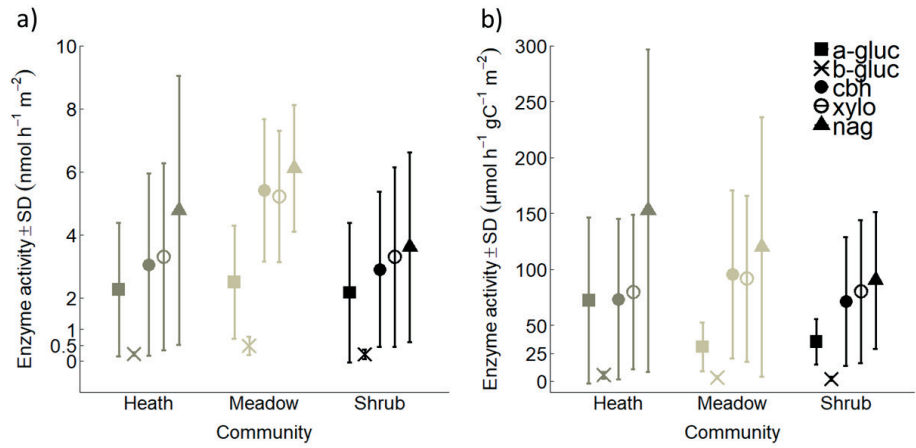 a)
Enzyme activity ± SD (nmol h⁻¹ m⁻²)
10
8
6
4
2
1
0.5
0
Heath
Meadow
Shrub
Community
b)
Enzyme activity ± SD (μmol h⁻¹ gC⁻¹ m⁻²)
300
250
200
150
100
50
25
0
Heath
Meadow
Shrub
Community
a-gluc
b-gluc
cbh
xylo
nag